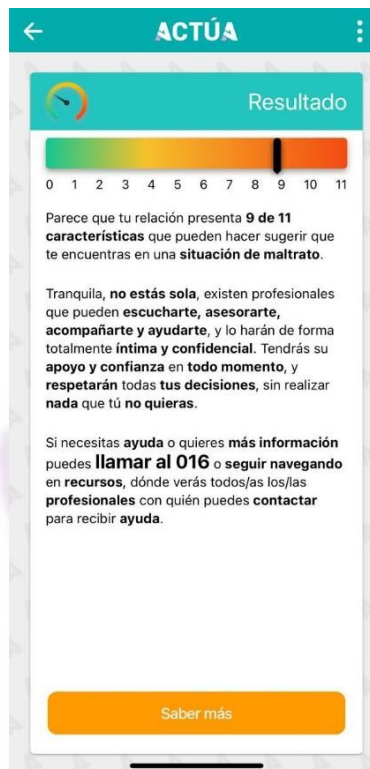 ACTÚA
Resultado
0 1 2 3 4 5 6 7 8 9 10 11
Parece que tu relación presenta 9 de 11
características que pueden hacer sugerir que
te encuentras en una situación de maltrato.
Tranquila, no estás sola, existen profesionales
que pueden escucharte, asesorarte,
acompañarte y ayudarte, y lo harán de forma
totalmente íntima y confidencial. Tendrás su
apoyo y confianza en todo momento, y
respetarán todas tus decisiones, sin realizar
nada que tú no quieras.
Si necesitas ayuda o quieres más información
puedes llamar al 016 o seguir navegando
en recursos, dónde verás todos/as los/las
profesionales con quién puedes contactar
para recibir ayuda.
Saber más